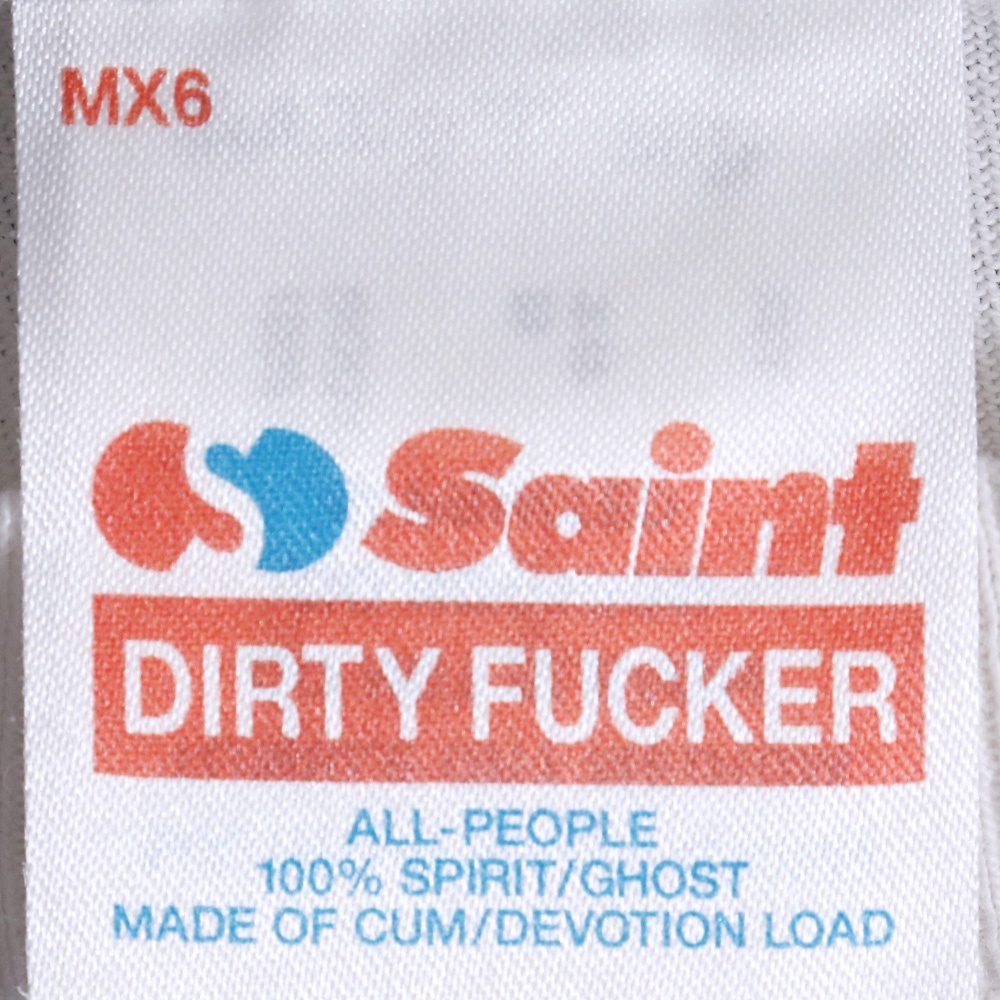 MX6
Saint
DIRTY FUCKER
ALL-PEOPLE
100% SPIRIT/GHOST
MADE OF CUM/DEVOTION LOAD